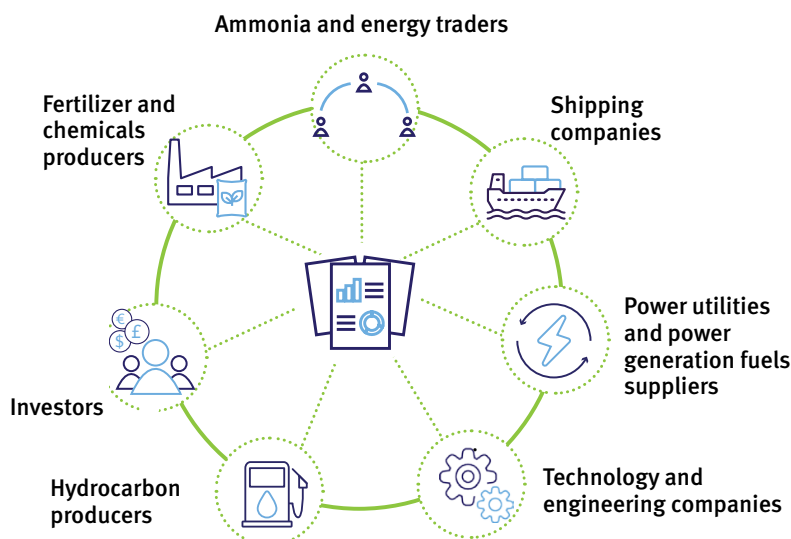 Ammonia and energy traders
Fertilizer and
chemicals
producers
Shipping
companies
€
£
$
Power utilities
and power
generation fuels
suppliers
Investors
Hydrocarbon
producers
Technology and
engineering companies